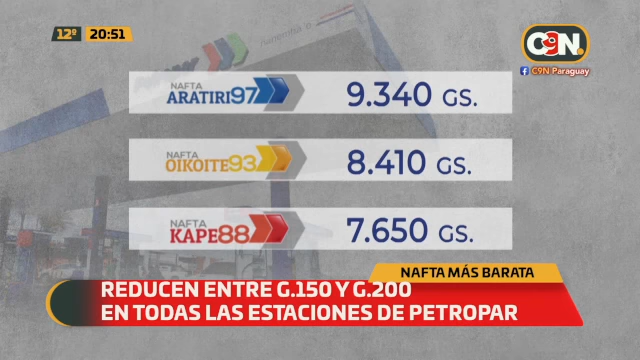 12º 20:51
C9N.
C9N Paraguay
NAFTA
ARATIRI97
9.340 GS.
NAFTA
OIKOITE93
8.410 GS.
NAFTA
KAPE88
7.650 GS.
NAFTA MÁS BARATA
REDUCEN ENTRE G.150 Y G.200
EN TODAS LAS ESTACIONES DE PETROPAR